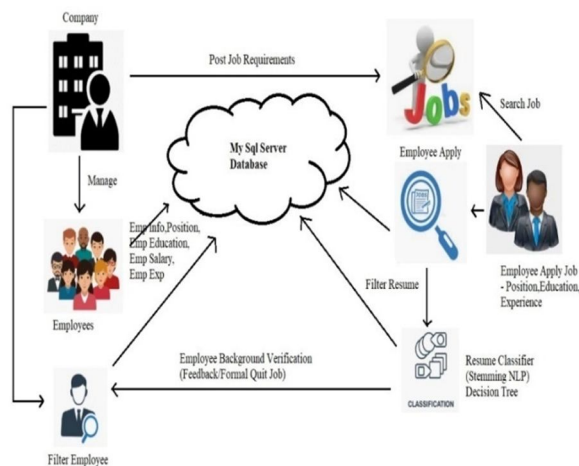 Company
Post Job Requirements
Jobs
Search Job
My Sql Server
Database
Employee Apply
Manage
Emp Info,Position,
Emp Education,
Emp Salary,
Emp Exp
Employees
Employee Apply Job
- Position,Education,
Experience
Filter Resume
Employee Background Verification
(Feedback/Formal Quit Job)
Resume Classifier
(Stemming NLP)
Decision Tree
CLASSIFICATION
Filter Employee